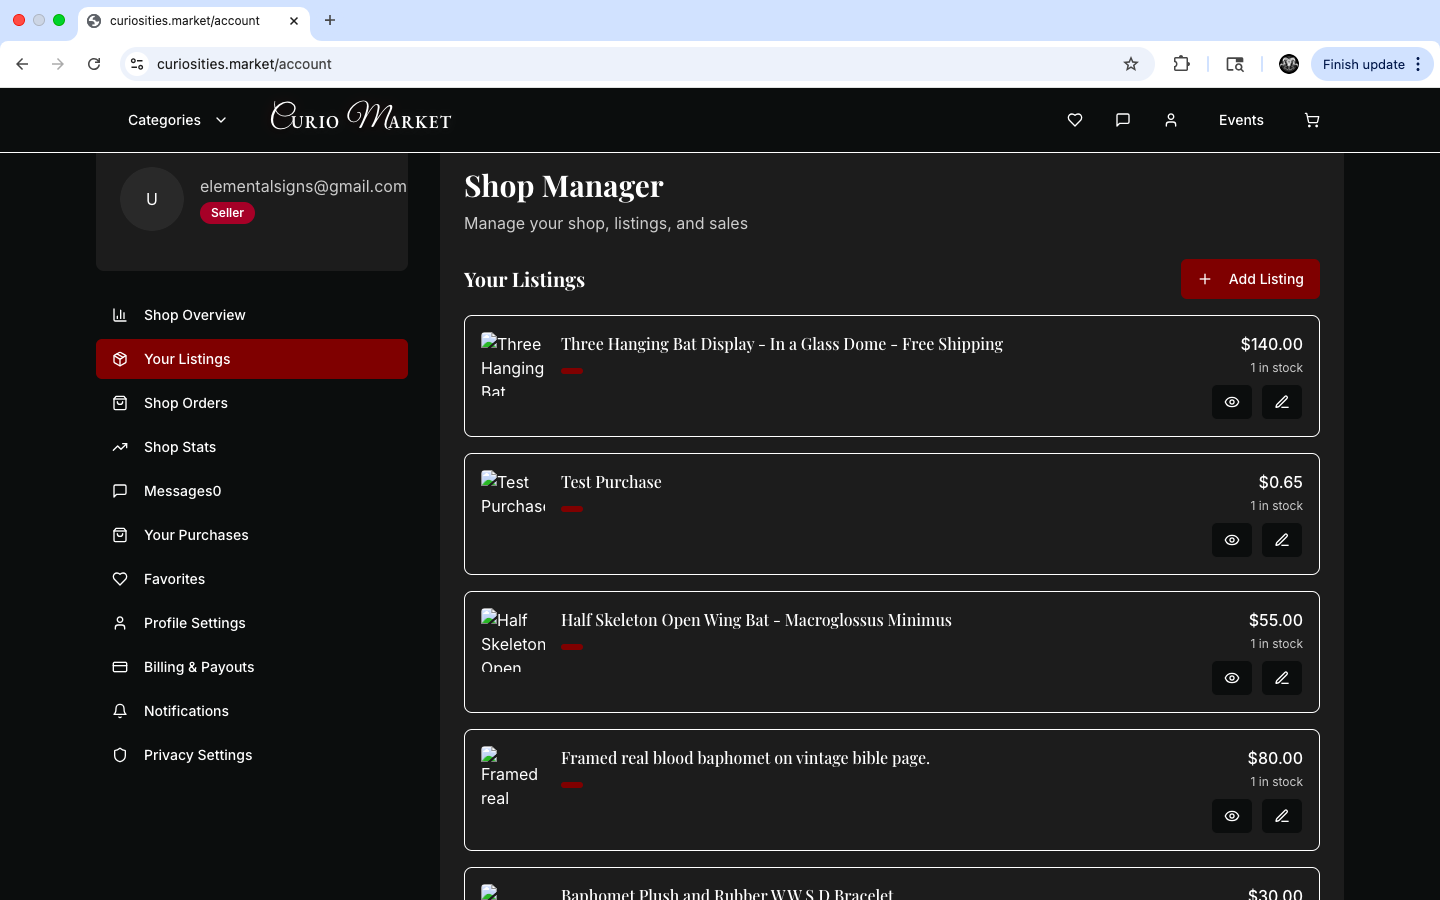 curiosities.market/account
curiosities.market/account
Finish update
Categories
Curio Market
Events
U
elementalsigns@gmail.com
Seller
Shop Overview
Your Listings
Shop Orders
Shop Stats
Messages0
Your Purchases
Favorites
Profile Settings
Billing & Payouts
Notifications
Privacy Settings
Shop Manager
Manage your shop, listings, and sales
Your Listings
Add Listing
Three
Hanging
Bat
Three Hanging Bat Display - In a Glass Dome - Free Shipping
$140.00
1 in stock
Test
Purchase
Test Purchase
$0.65
1 in stock
Half
Skeleton
Open
Half Skeleton Open Wing Bat - Macroglossus Minimus
$55.00
1 in stock
Framed
real
Framed real blood baphomet on vintage bible page.
$80.00
1 in stock
Baphomet Plush and Rubber W.W.S.D Bracelet
$30.00